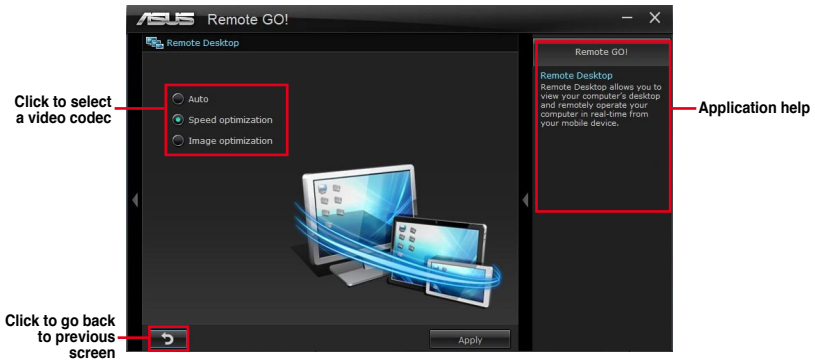 ASUS Remote GO!
Remote Desktop
Remote GO!
Click to select
a video codec
Auto
Speed optimization
Image optimization
Remote Desktop
Remote Desktop allows you to
view your computer's desktop
and remotely operate your
computer in real-time from
your mobile device.
Application help
Click to go back
to previous
screen
Apply